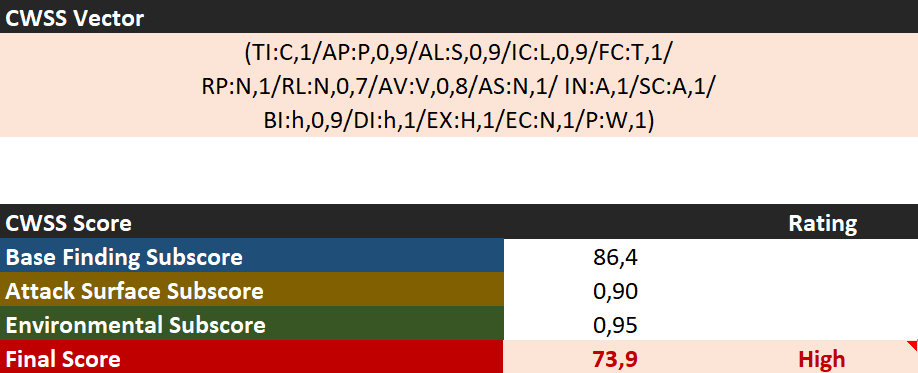 CWSS Vector
(TI:C,1/AP:P,0,9/AL:S,0,9/IC:L,0,9/FC:T,1/
RP:N,1/RL:N,0,7/AV:V,0,8/AS:N,1/ IN:A,1/SC:A,1/
BI:h,0,9/DI:h,1/EX:H,1/EC:N,1/P:W,1)
CWSS Score Rating
Base Finding Subscore 86,4
Attack Surface Subscore 0,90
Environmental Subscore 0,95
Final Score 73,9 High